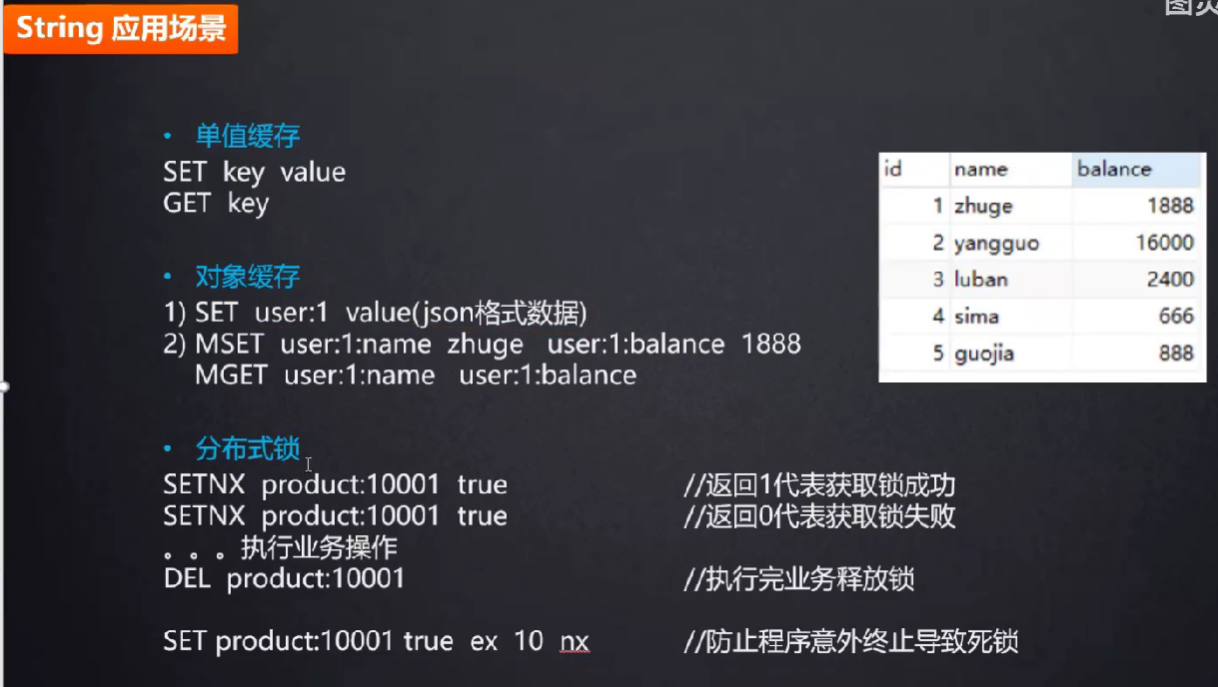 String 应用场景
图灵
• 单值缓存
SET key value
GET key
• 对象缓存
1) SET user:1 value(json格式数据)
2) MSET user:1:name zhuge user:1:balance 1888
MGET user:1:name user:1:balance
id name balance
1 zhuge 1888
2 yangguo 16000
3 luban 2400
4 sima 666
5 guojia 888
• 分布式锁
SETNX product:10001 true //返回1代表获取锁成功
SETNX product:10001 true //返回0代表获取锁失败
。。。执行业务操作
DEL product:10001 //执行完业务释放锁
SET product:10001 true ex 10 nx //防止程序意外终止导致死锁